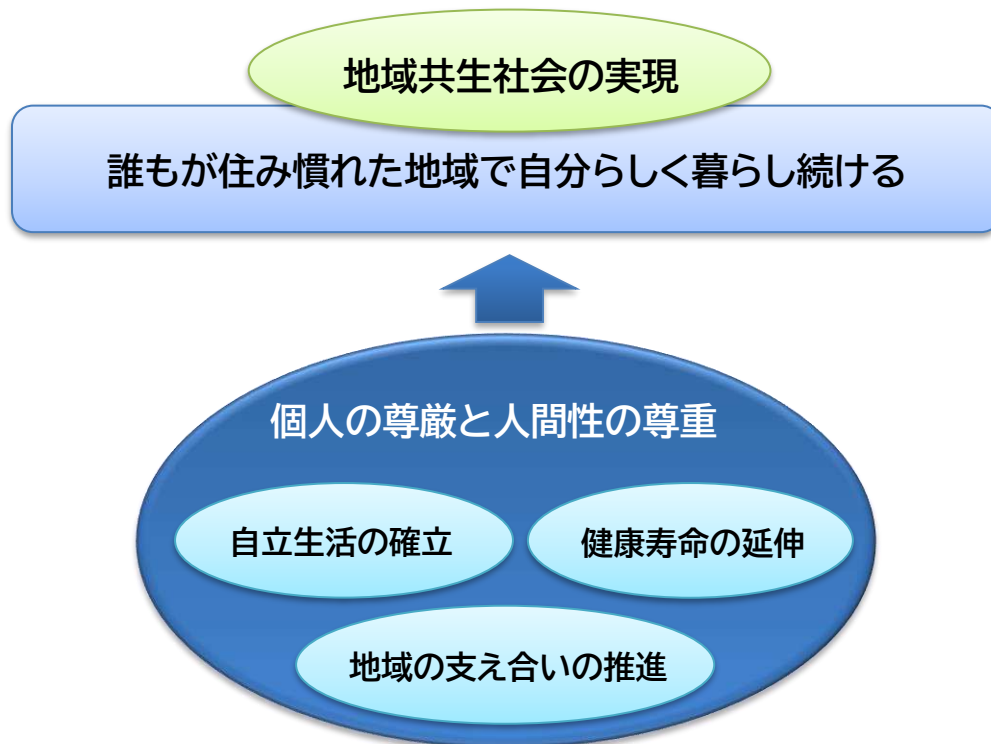 地域共生社会の実現
誰もが住み慣れた地域で自分らしく暮らし続ける
個人の尊厳と人間性の尊重
自立生活の確立
健康寿命の延伸
地域の支え合いの推進